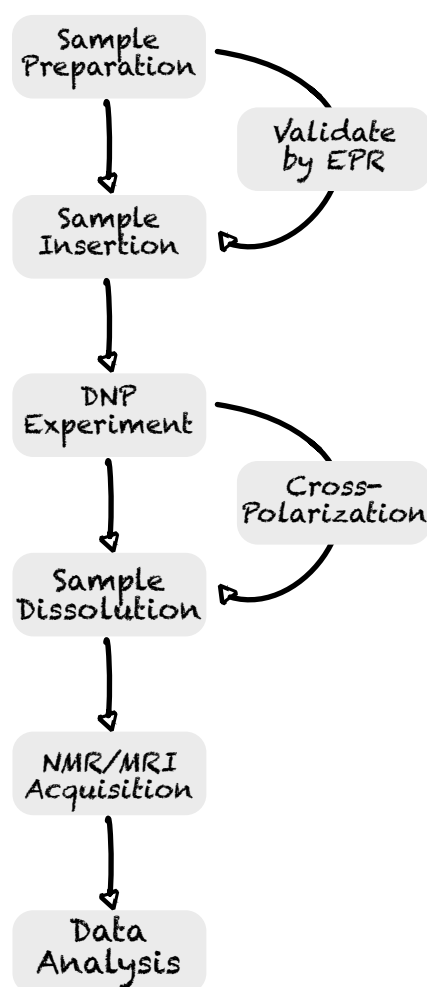 Sample
Preparation
Validate
by EPR
Sample
Insertion
DNP
Experiment
Cross-
Polarization
Sample
Dissolution
NMR/MRI
Acquisition
Data
Analysis